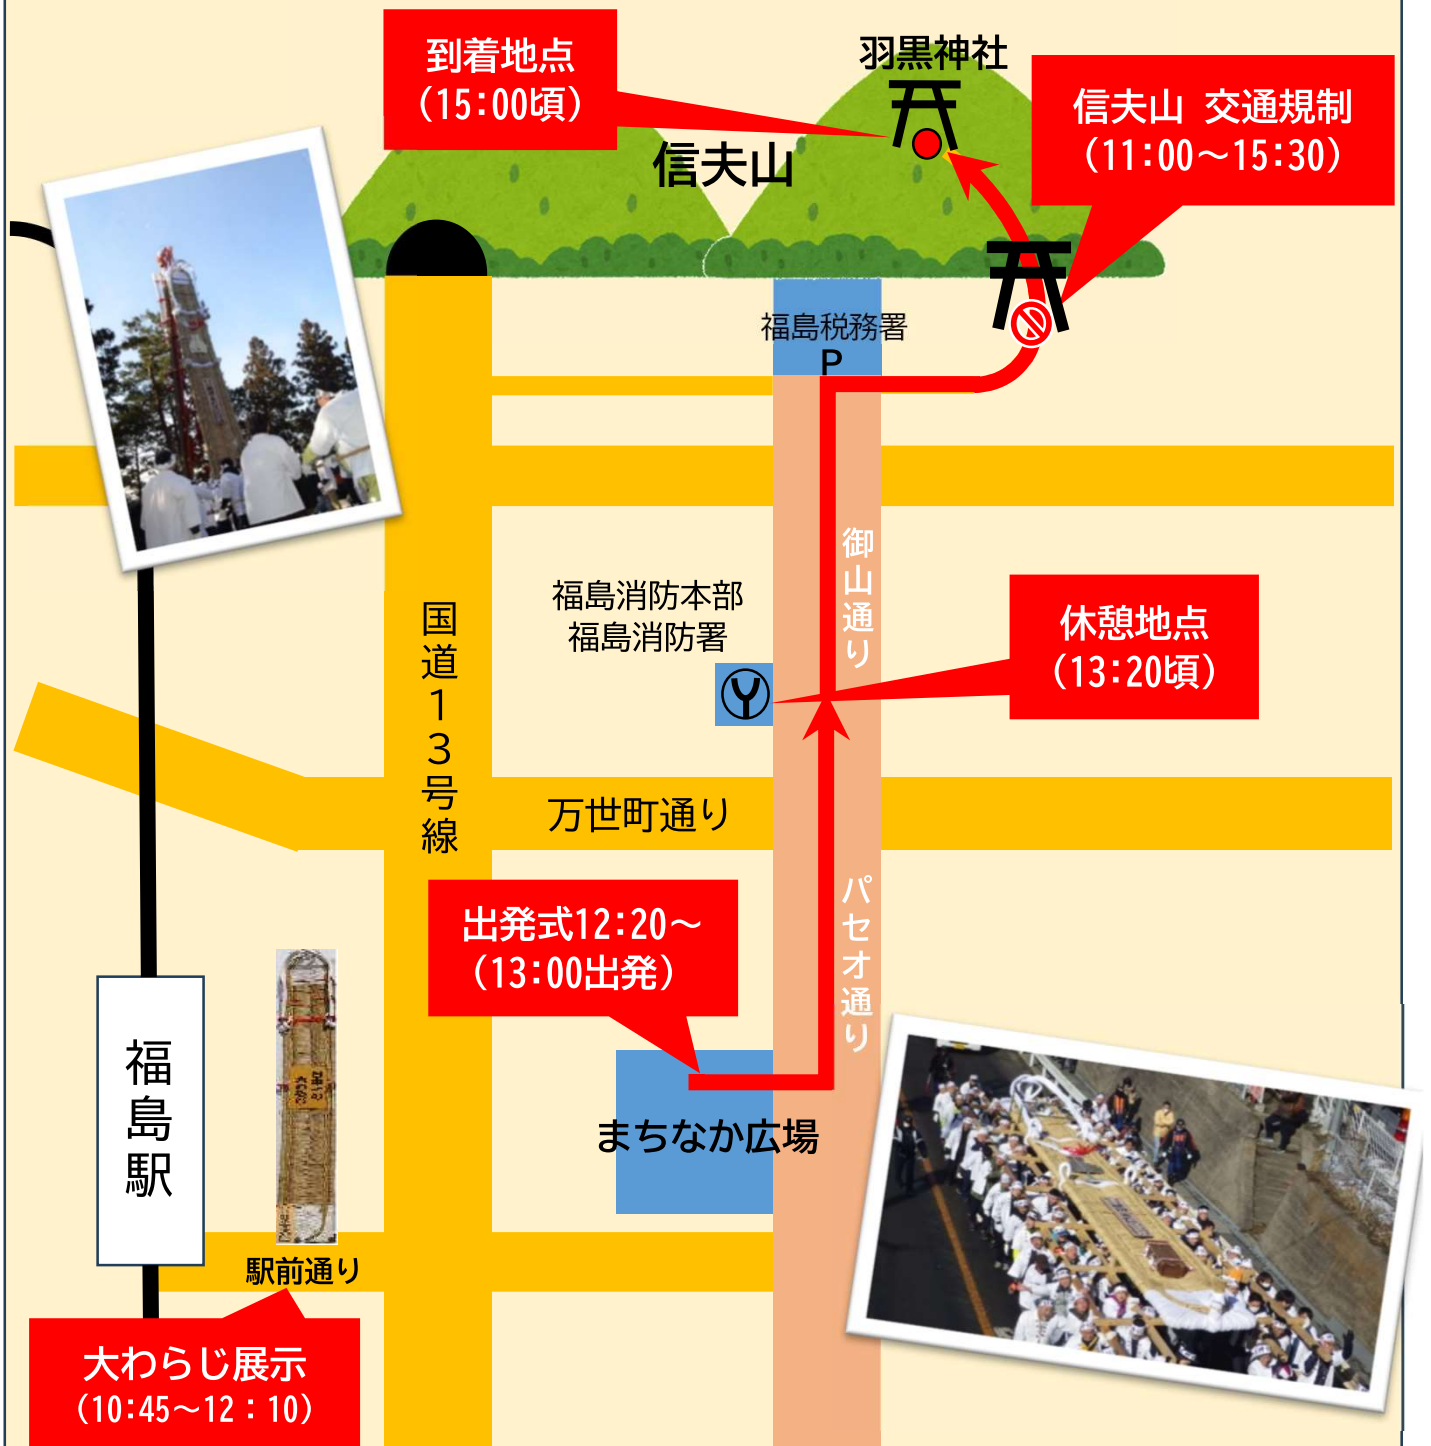 到着地点
(15:00頃)
羽黒神社
信夫山 交通規制
(11:00～15:30)
信夫山
福島税務署
P
御山通り
福島消防本部
福島消防署
休憩地点
(13:20頃)
国道13号線
万世町通り
パセオ通り
出発式12:20～
(13:00出発)
まちなか広場
福島駅
駅前通り
大わらじ展示
(10:45～12：10)